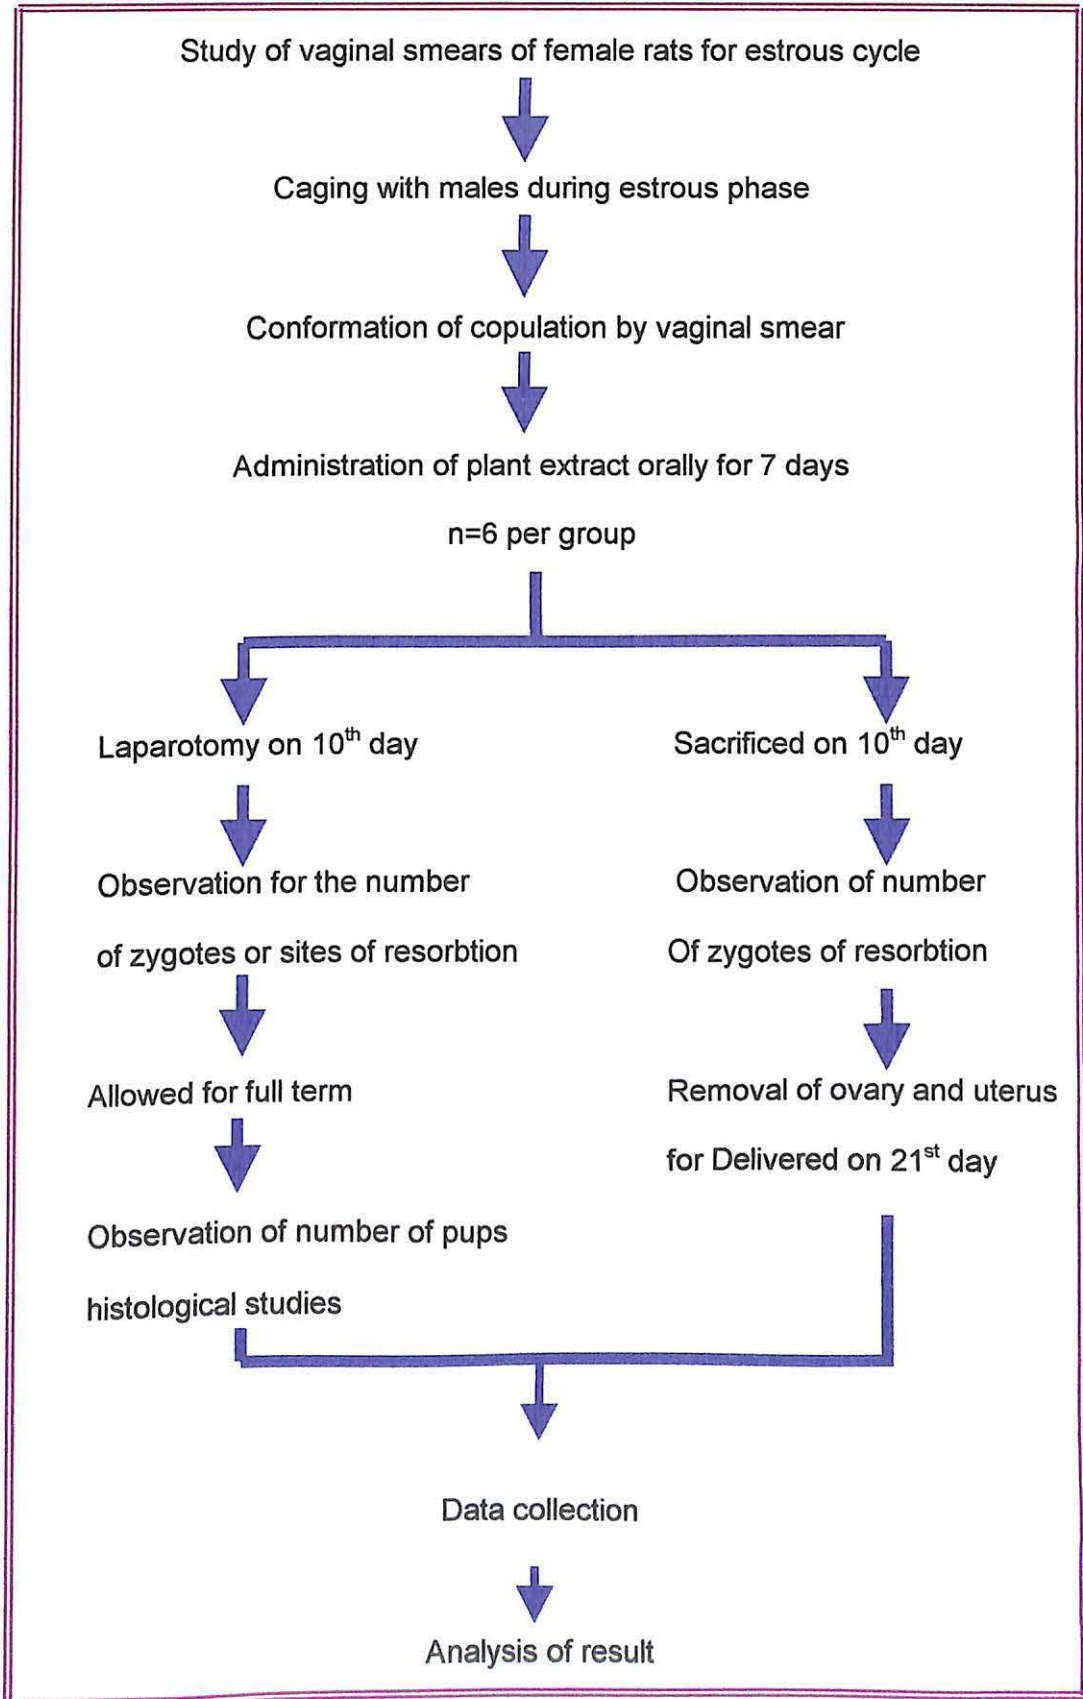 Study of vaginal smears of female rats for estrous cycle
Caging with males during estrous phase
Conformation of copulation by vaginal smear
Administration of plant extract orally for 7 days
n=6 per group
Laparotomy on 10th day
Observation for the number
of zygotes or sites of resorbtion
Allowed for full term
Observation of number of pups
histological studies
Sacrificed on 10th day
Observation of number
Of zygotes of resorbtion
Removal of ovary and uterus
for Delivered on 21st day
Data collection
Analysis of result